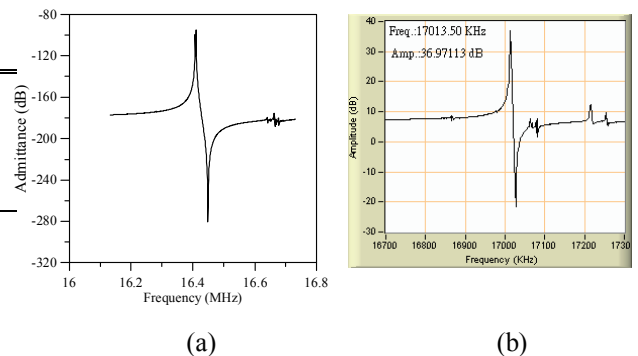 -80
-120
-160
-200
-240
-280
-320
Admittance (dB)
16 16.2 16.4 16.6 16.8
Frequency (MHz)
(a)
Freq.:17013.50 KHz
Amp.:36.97113 dB
40
30
20
10
0
-10
-20
-30
Amplitude (dB)
16700 16800 16900 17000 17100 17200 1730
Frequency (KHz)
(b)